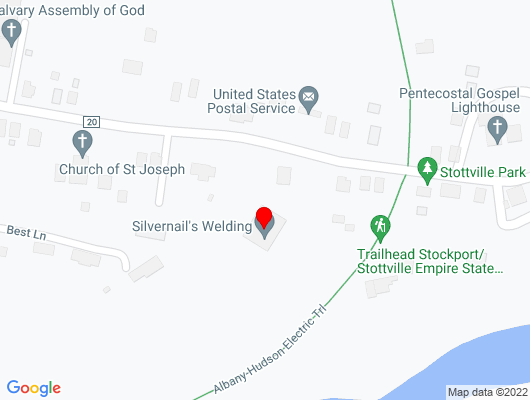 alvary Assembly of God
United States
Postal Service
Pentecostal Gospel
Lighthouse
20
Church of St Joseph
Stottville Park
Silvernail's Welding
Best Ln
Trailhead Stockport/
Stottville Empire State...
Albany-Hudson-Electric-Trl
Google
Map data ©2022